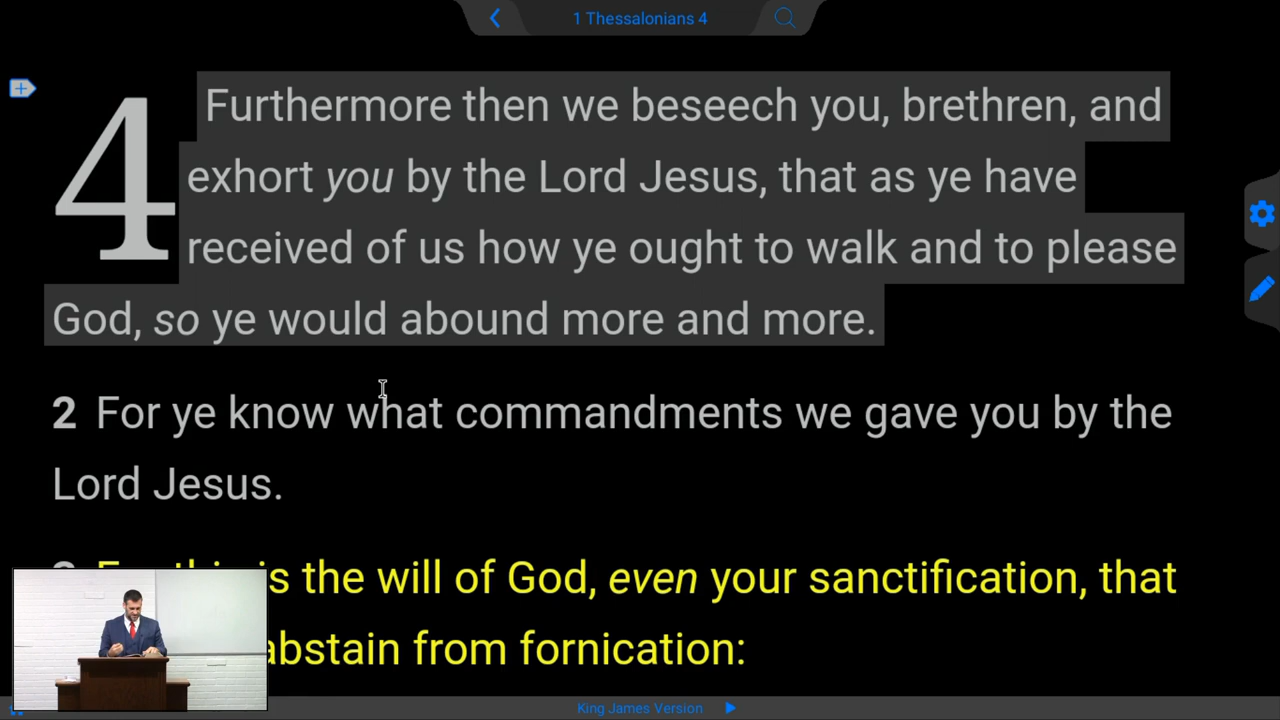 1 Thessalonians 4
4 Furthermore then we beseech you, brethren, and
exhort you by the Lord Jesus, that as ye have
received of us how ye ought to walk and to please
God, so ye would abound more and more.
2 For ye know what commandments we gave you by the
Lord Jesus.
is the will of God, even your sanctification, that
abstain from fornication:
King James Version